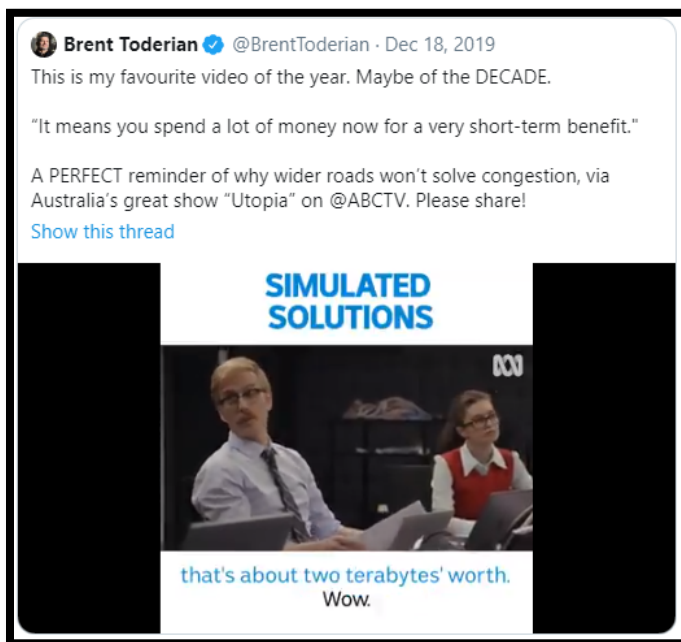 Brent Toderian @BrentToderian · Dec 18, 2019
This is my favourite video of the year. Maybe of the DECADE.
“It means you spend a lot of money now for a very short-term benefit."
A PERFECT reminder of why wider roads won’t solve congestion, via
Australia’s great show “Utopia” on @ABCTV. Please share!
Show this thread
SIMULATED
SOLUTIONS
that's about two terabytes' worth.
Wow.